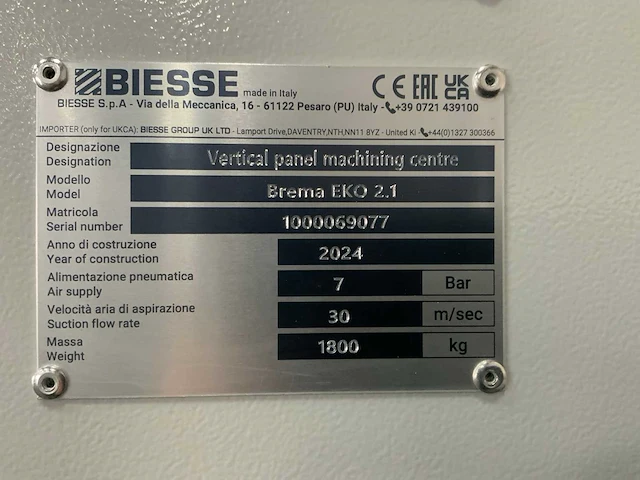 BIESSE made in Italy CE EAC UKCA
BIESSE S.p.A - Via della Meccanica, 16 - 61122 Pesaro (PU) Italy - +39 0721 439100
IMPORTER (only for UKCA): BIESSE GROUP UK LTD - Lamport Drive,DAVENTRY,NTH,NN11 8YZ - United Ki +44(0)1327 300366
Designazione
Designation
Vertical panel machining centre
Modello
Model
Brema EKO 2.1
Matricola
Serial number
1000069077
Anno di costruzione
Year of construction
2024
Alimentazione pneumatica
Air supply
7 Bar
Velocità aria di aspirazione
Suction flow rate
30 m/sec
Massa
Weight
1800 kg